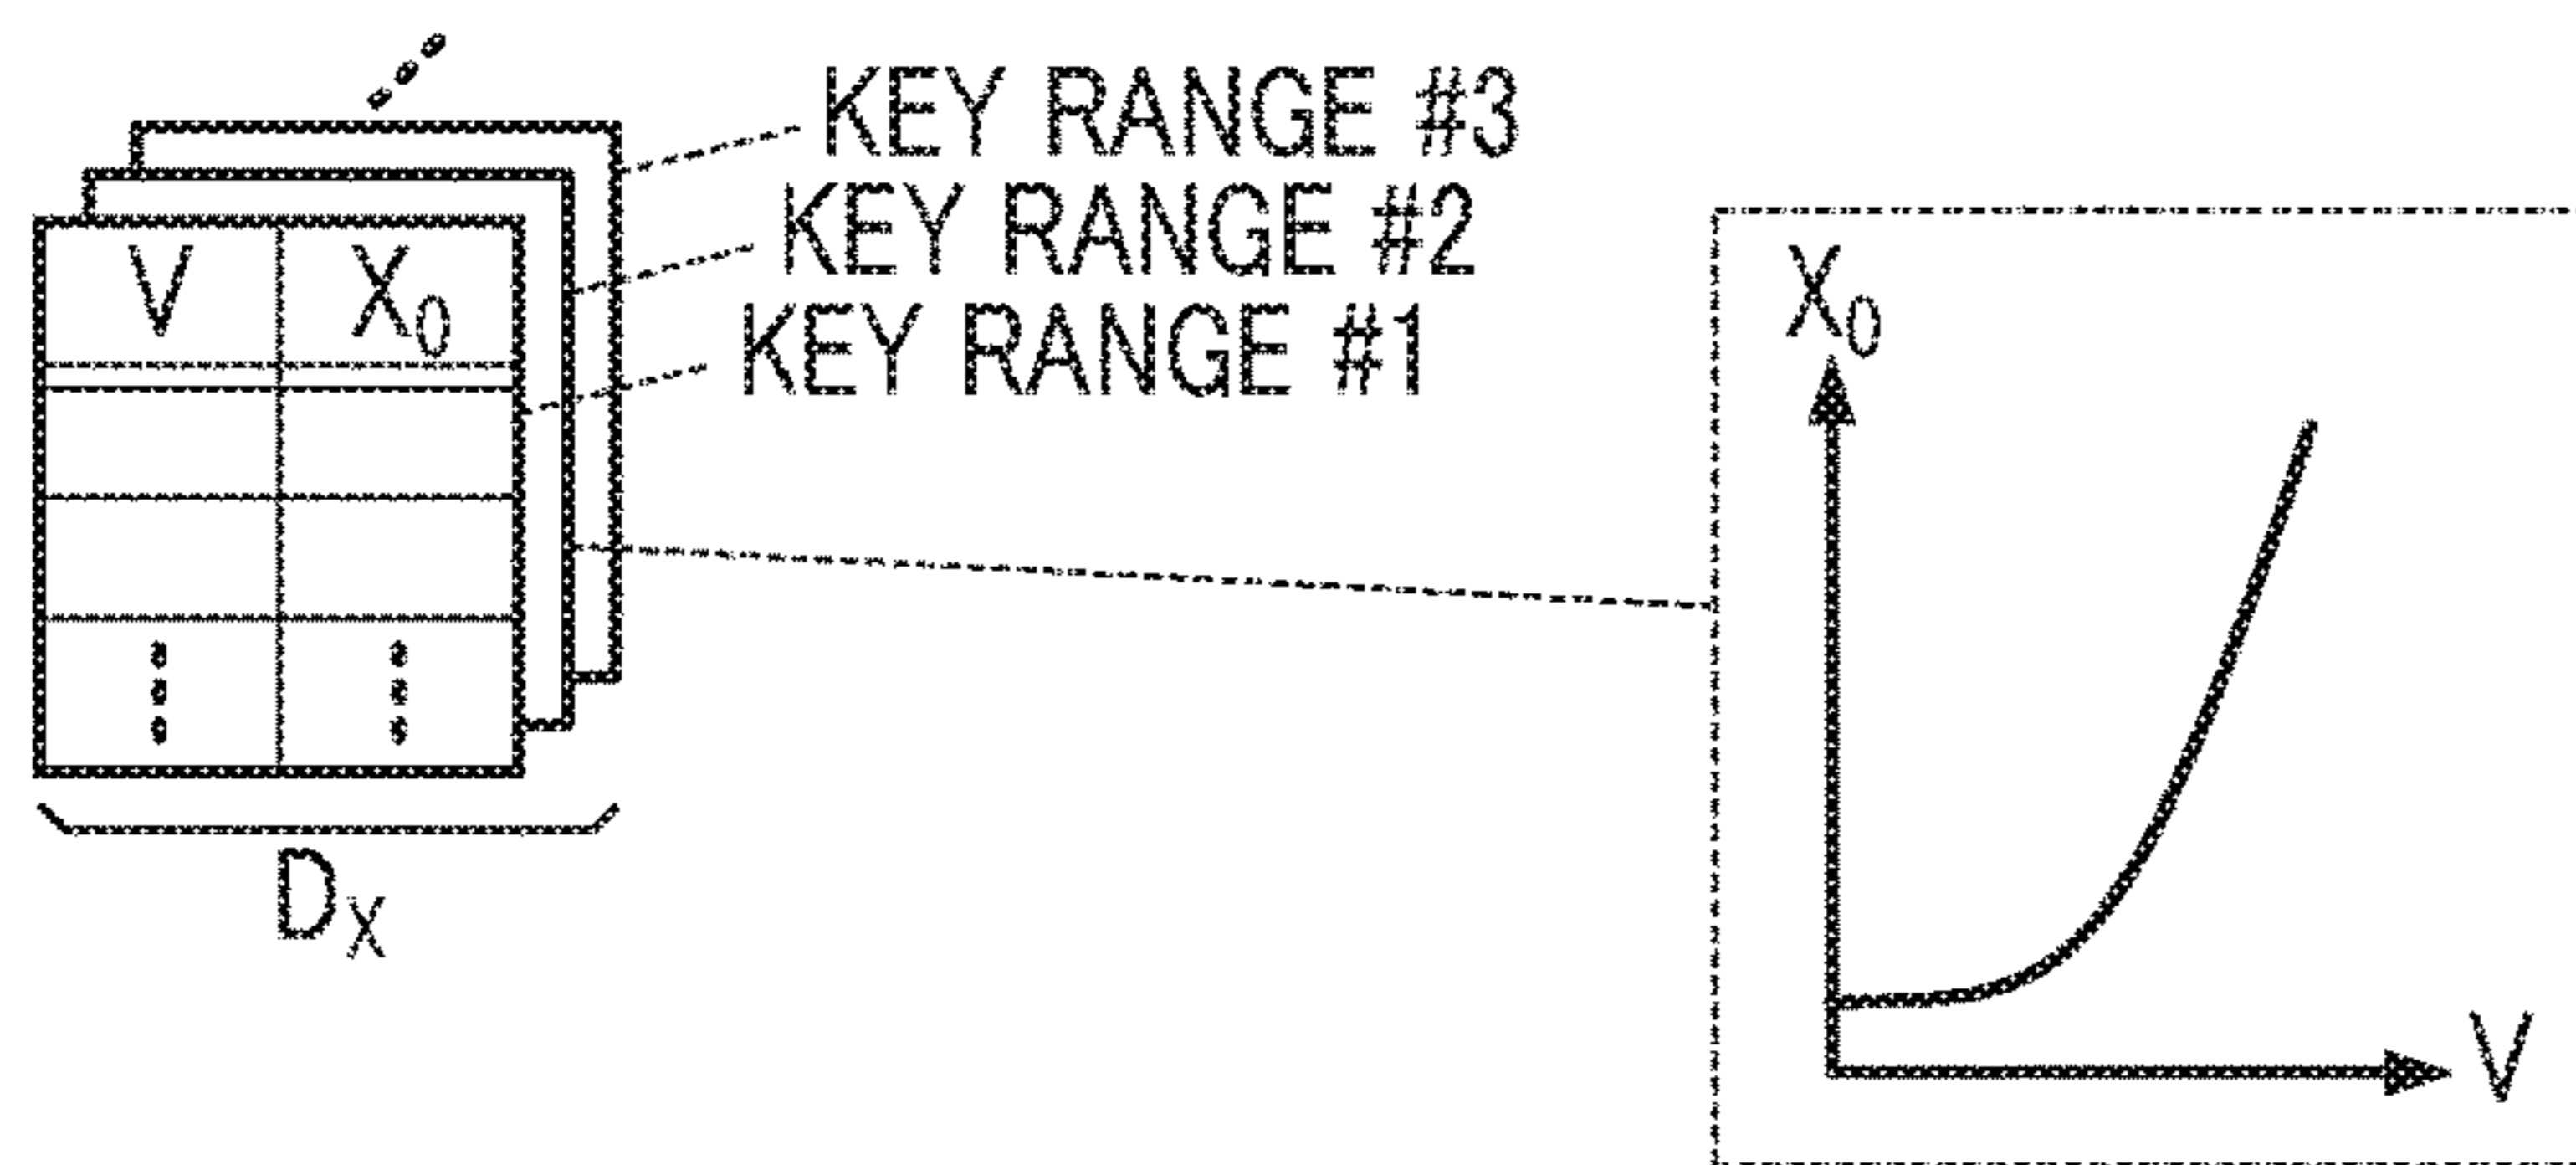 KEY RANGE #3
KEY RANGE #2
KEY RANGE #1
V X₀
Dₓ
X₀
V